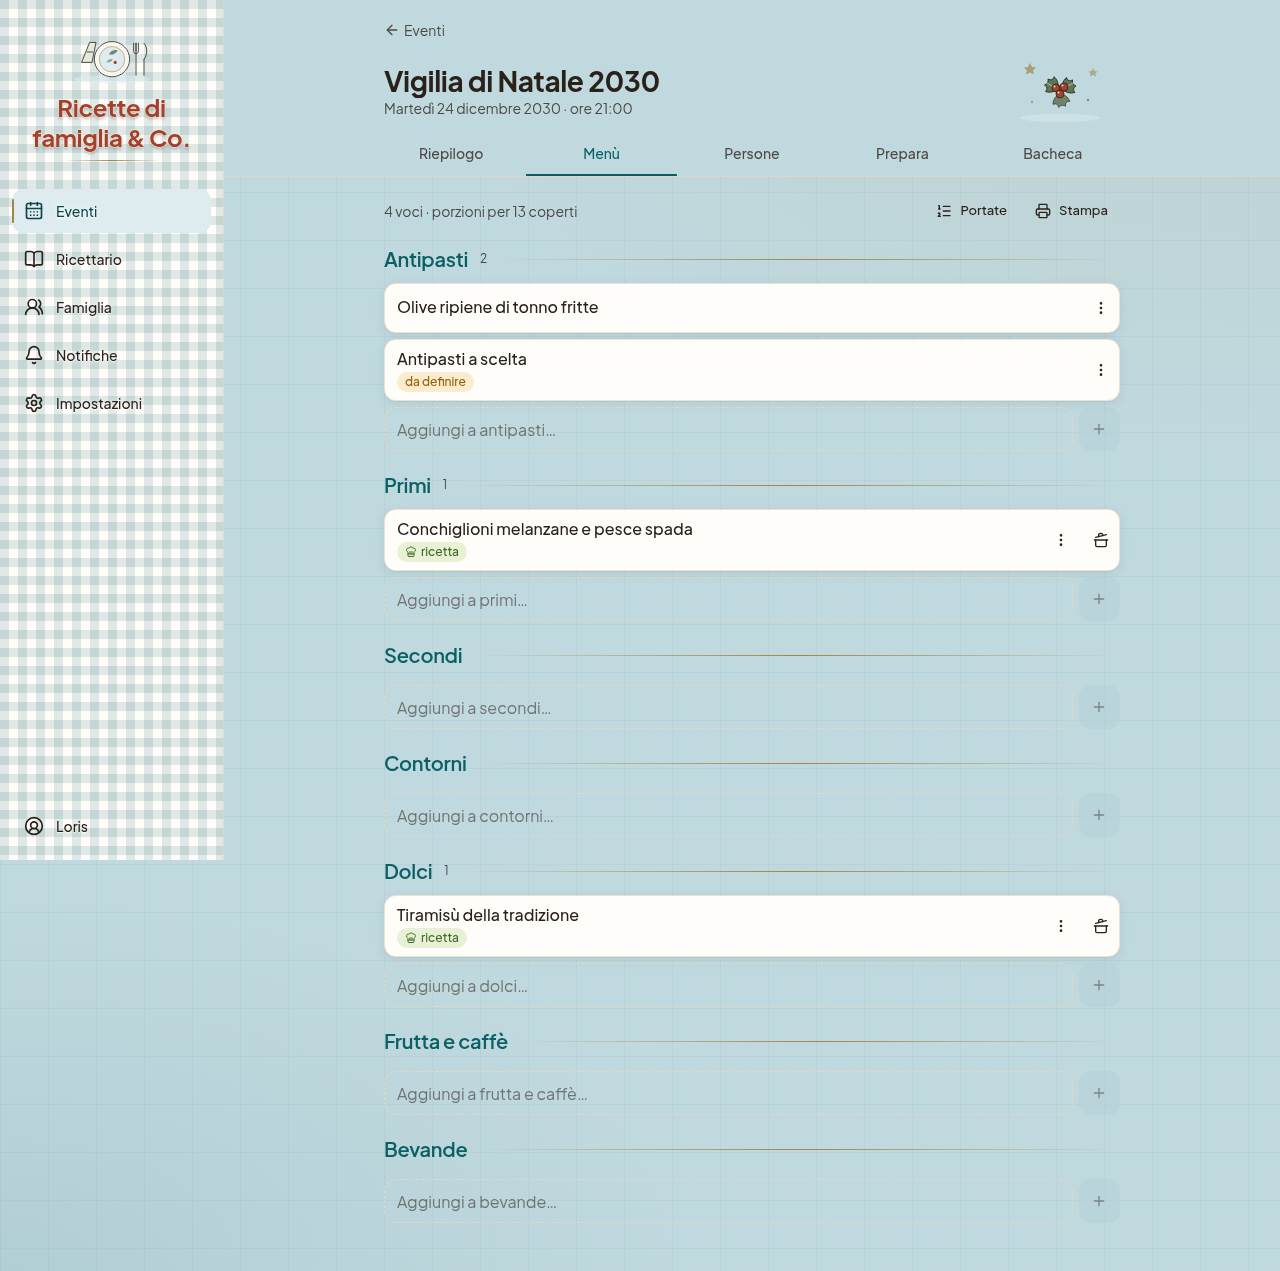 Ricette di
famiglia & Co.
Eventi
Ricettario
Famiglia
Notifiche
Impostazioni
Loris
Eventi
Vigilia di Natale 2030
Martedì 24 dicembre 2030 · ore 21:00
Riepilogo
Menù
Persone
Prepara
Bacheca
4 voci · porzioni per 13 coperti
Portate
Stampa
Antipasti 2
Olive ripiene di tonno fritte
Antipasti a scelta
da definire
Aggiungi a antipasti…
Primi 1
Conchiglioni melanzane e pesce spada
ricetta
Aggiungi a primi…
Secondi
Aggiungi a secondi…
Contorni
Aggiungi a contorni…
Dolci 1
Tiramisù della tradizione
ricetta
Aggiungi a dolci…
Frutta e caffè
Aggiungi a frutta e caffè…
Bevande
Aggiungi a bevande…